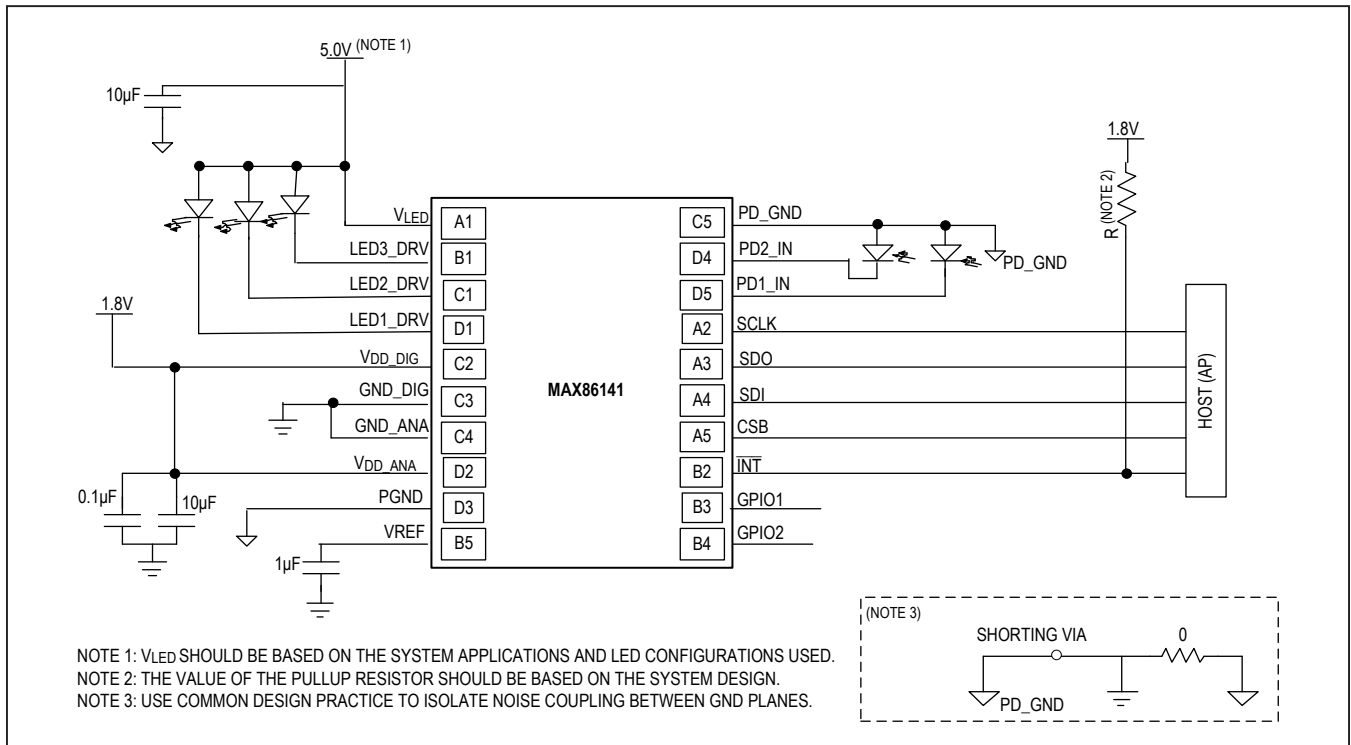 5.0V (NOTE 1)
10µF
1.8V
R (NOTE 2)
VLED
A1
LED3_DRV
B1
LED2_DRV
C1
LED1_DRV
D1
1.8V
VDD_DIG
C2
GND_DIG
C3
GND_ANA
C4
VDD_ANA
D2
0.1µF
10µF
PGND
D3
VREF
B5
1µF
MAX86141
C5
PD_GND
D4
PD2_IN
PD_GND
D5
PD1_IN
A2
SCLK
A3
SDO
A4
SDI
A5
CSB
B2
INT
B3
GPIO1
B4
GPIO2
HOST (AP)
(NOTE 3)
SHORTING VIA
0
PD_GND
NOTE 1: VLED SHOULD BE BASED ON THE SYSTEM APPLICATIONS AND LED CONFIGURATIONS USED.
NOTE 2: THE VALUE OF THE PULLUP RESISTOR SHOULD BE BASED ON THE SYSTEM DESIGN.
NOTE 3: USE COMMON DESIGN PRACTICE TO ISOLATE NOISE COUPLING BETWEEN GND PLANES.